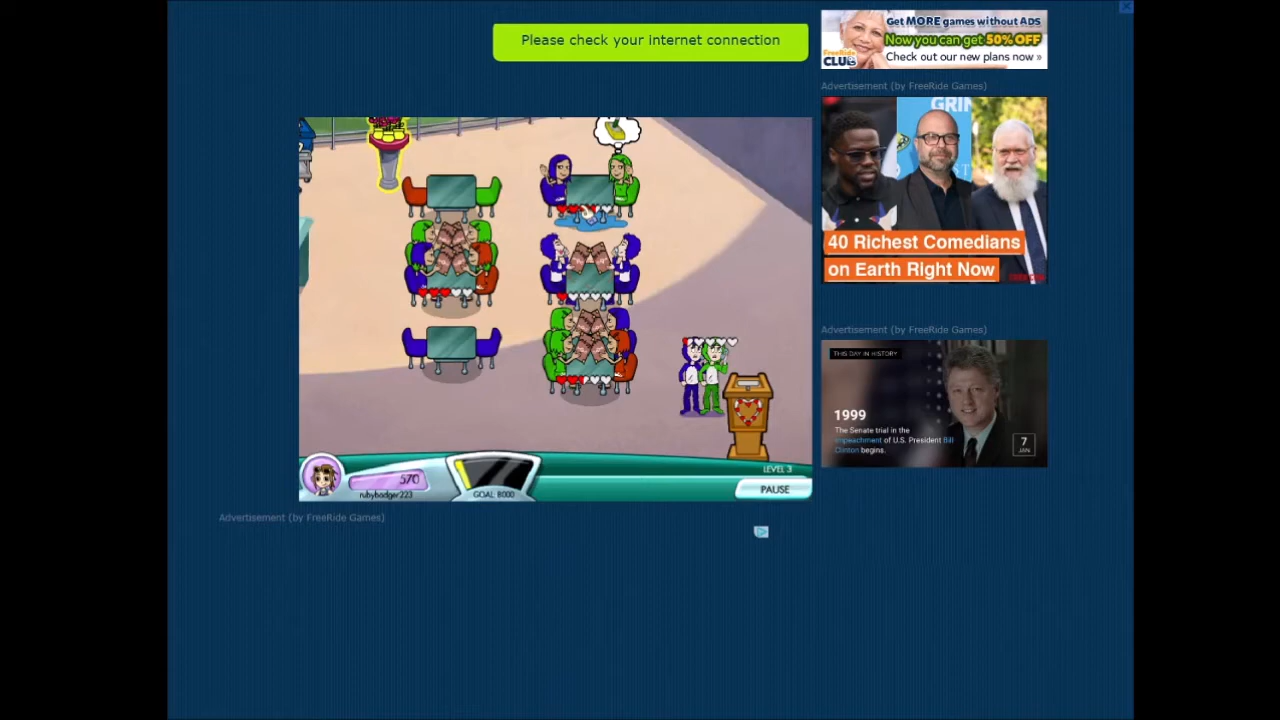 Please check your internet connection
Get MORE games without ADS
Now you can get 50% OFF
FreeRide
CLUB
Check out our new plans now »
Advertisement (by FreeRide Games)
GRIN
40 Richest Comedians
on Earth Right Now
Advertisement (by FreeRide Games)
THIS DAY IN HISTORY
1999
The Senate trial in the
impeachment of U.S. President Bill
Clinton begins.
7
JAN
570
rubybadger223
GOAL: 8000
LEVEL 3
PAUSE
Advertisement (by FreeRide Games)